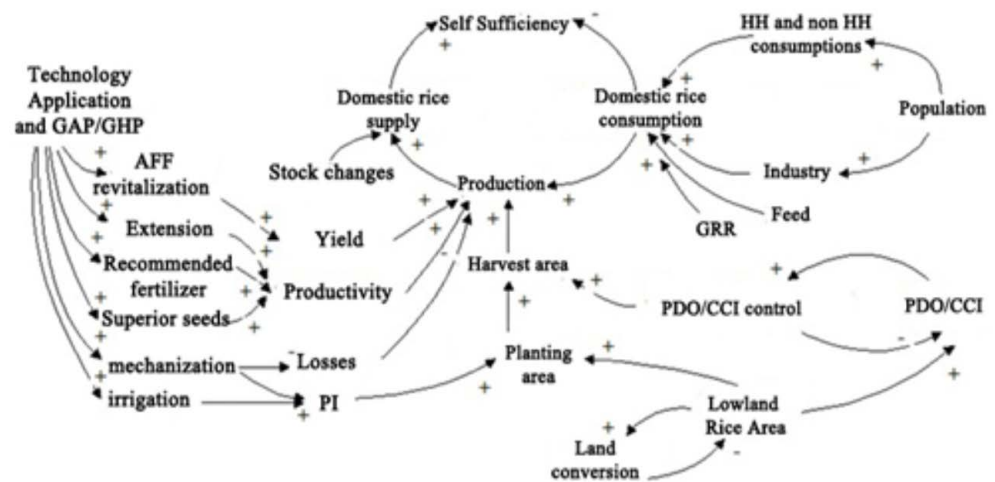 Self Sufficiency
HH and non HH
consumptions
Technology
Application
and GAP/GHP
Domestic rice
supply
Domestic rice
consumption
Population
AFF
revitalization
Stock changes
Production
Industry
Extension
Yield
GRR
Feed
Recommended
fertilizer
Productivity
Harvest area
Superior seeds
PDO/CCI control
PDO/CCI
mechanization
Losses
Planting
area
irrigation
PI
Lowland
Rice Area
Land
conversion